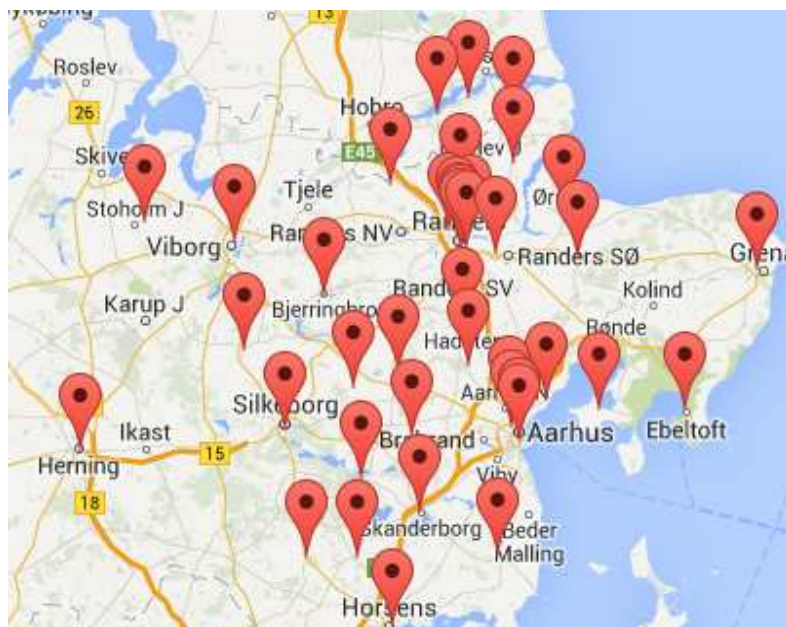 13
Roslev
26
Hobro
Skive
E45
Tjele
Stoholm J
Viborg
Randers SØ
Karup J
Kolind
Bjerringbro
Rønde
Silkeborg
Aarhus
Ebeltoft
Ikast
15
Herning
Viby
18
Skanderborg
Beder
Malling
Horsens